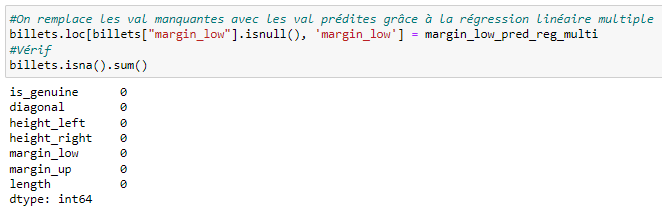 #On remplace les val manquantes avec les val prédites grâce à la régression linéaire multiple
billets.loc[billets["margin_low"].isnull(), 'margin_low'] = margin_low_pred_reg_multi
#Vérif
billets.isna().sum()
is_genuine 0
diagonal 0
height_left 0
height_right 0
margin_low 0
margin_up 0
length 0
dtype: int64